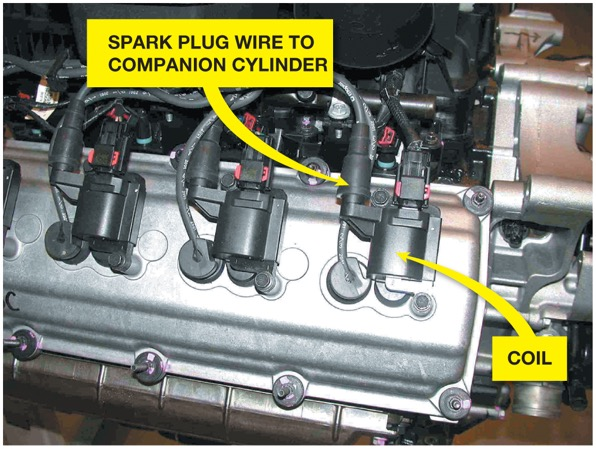 SPARK PLUG WIRE TO
COMPANION CYLINDER
COIL
C